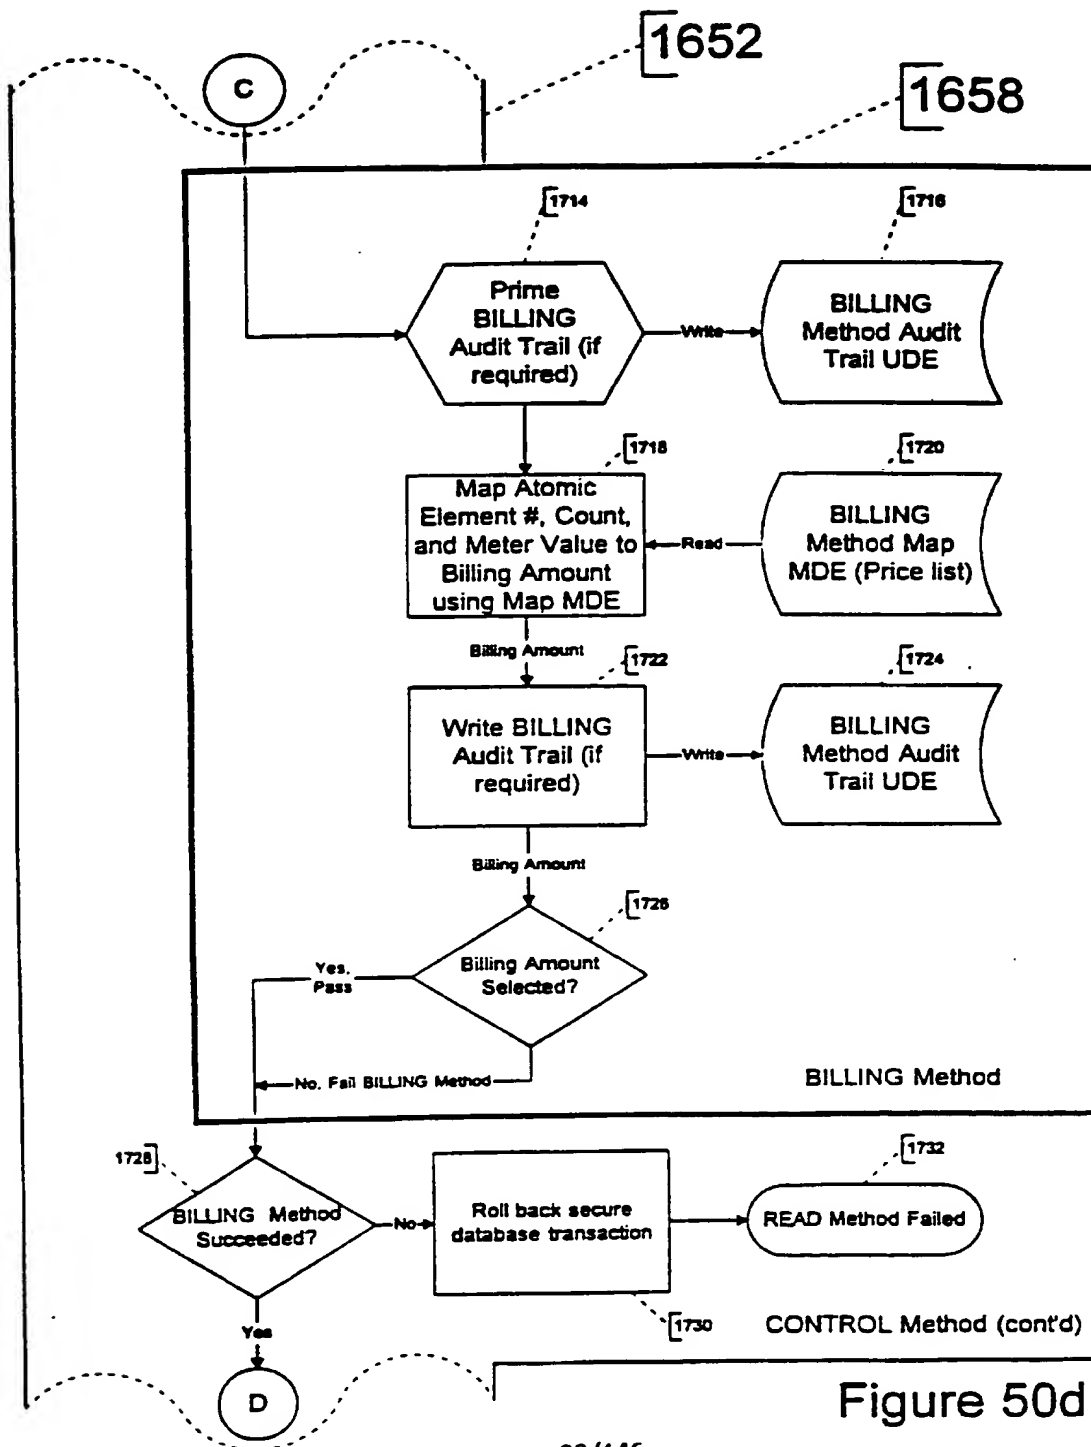 1652
C
1658
1714
1716
Prime
BILLING
Audit Trail (if
required)
Write
BILLING
Method Audit
Trail UDE
1718
1720
Map Atomic
Element #, Count,
and Meter Value to
Billing Amount
using Map MDE
Read
BILLING
Method Map
MDE (Price list)
Billing Amount
1722
1724
Write BILLING
Audit Trail (if
required)
Write
BILLING
Method Audit
Trail UDE
Billing Amount
1726
Billing Amount
Selected?
Yes,
Pass
No, Fail BILLING Method
BILLING Method
1728
1732
BILLING Method
Succeeded?
No
Roll back secure
database transaction
READ Method Failed
1730
CONTROL Method (cont'd)
Yes
D
Figure 50d